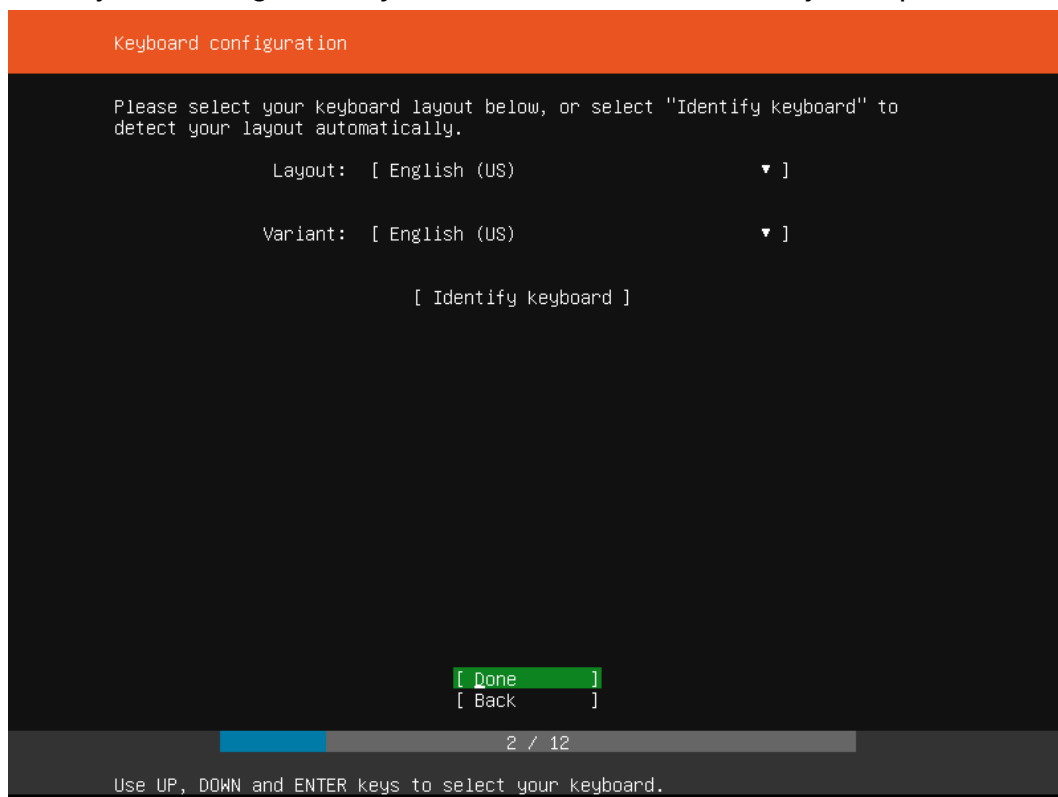 Keyboard configuration
Please select your keyboard layout below, or select "Identify keyboard" to
detect your layout automatically.
Layout: [ English (US) ▾ ]
Variant: [ English (US) ▾ ]
[ Identify keyboard ]
[ Done ]
[ Back ]
2 / 12
Use UP, DOWN and ENTER keys to select your keyboard.